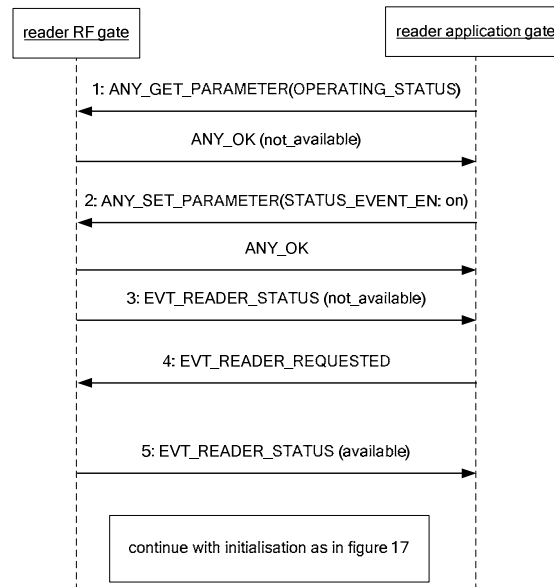 reader RF gate
reader application gate
1: ANY_GET_PARAMETER(OPERATING_STATUS)
ANY_OK (not_available)
2: ANY_SET_PARAMETER(STATUS_EVENT_EN: on)
ANY_OK
3: EVT_READER_STATUS (not_available)
4: EVT_READER_REQUESTED
5: EVT_READER_STATUS (available)
continue with initialisation as in figure 17